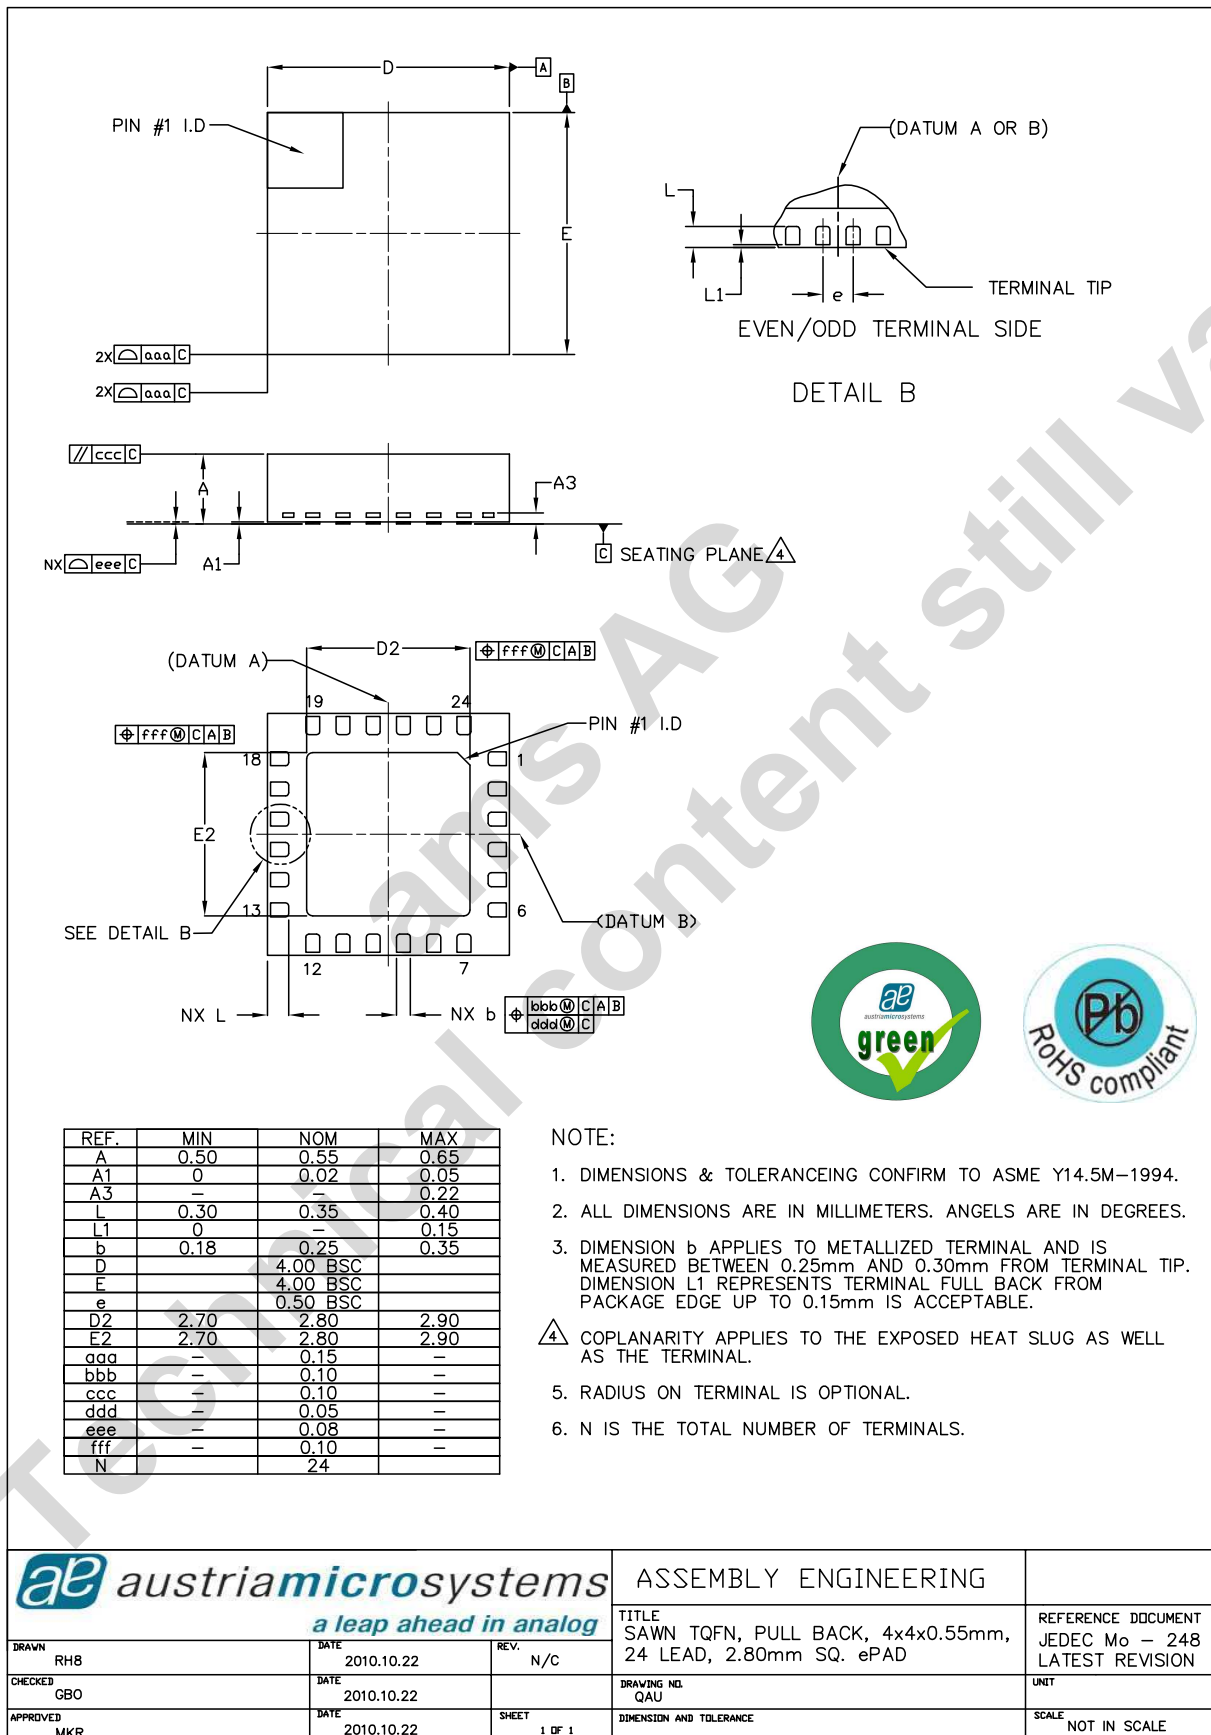 D
A
B
PIN #1 I.D
E
2X aaa C
2X aaa C
(DATUM A OR B)
L
L1
e
TERMINAL TIP
EVEN/ODD TERMINAL SIDE
DETAIL B
// ccc C
A
A3
NX eee C
A1
C SEATING PLANE 4
D2
fff M C A B
(DATUM A)
19
24
PIN #1 I.D
fff M C A B
18
1
E2
13
6
SEE DETAIL B
(DATUM B)
12
7
NX L
NX b
bbb M C A B
ddd M C
ae
austriamicrosystems
green
Pb
RoHS compliant
REF. MIN NOM MAX
A 0.50 0.55 0.65
A1 0 0.02 0.05
A3 – – 0.22
L 0.30 0.35 0.40
L1 0 – 0.15
b 0.18 0.25 0.35
D 4.00 BSC
E 4.00 BSC
e 0.50 BSC
D2 2.70 2.80 2.90
E2 2.70 2.80 2.90
aaa – 0.15 –
bbb – 0.10 –
ccc – 0.10 –
ddd – 0.05 –
eee – 0.08 –
fff – 0.10 –
N 24
NOTE:
1. DIMENSIONS & TOLERANCEING CONFIRM TO ASME Y14.5M–1994.
2. ALL DIMENSIONS ARE IN MILLIMETERS. ANGELS ARE IN DEGREES.
3. DIMENSION b APPLIES TO METALLIZED TERMINAL AND IS
MEASURED BETWEEN 0.25mm AND 0.30mm FROM TERMINAL TIP.
DIMENSION L1 REPRESENTS TERMINAL FULL BACK FROM
PACKAGE EDGE UP TO 0.15mm IS ACCEPTABLE.
4 COPLANARITY APPLIES TO THE EXPOSED HEAT SLUG AS WELL
AS THE TERMINAL.
5. RADIUS ON TERMINAL IS OPTIONAL.
6. N IS THE TOTAL NUMBER OF TERMINALS.
ams AG
Technical content still va
ae austriamicrosystems
a leap ahead in analog
ASSEMBLY ENGINEERING
TITLE
SAWN TQFN, PULL BACK, 4x4x0.55mm,
24 LEAD, 2.80mm SQ. ePAD
REFERENCE DOCUMENT
JEDEC Mo – 248
LATEST REVISION
DRAWN
RH8
DATE
2010.10.22
REV.
N/C
CHECKED
GBO
DATE
2010.10.22
DRAWING NO.
QAU
UNIT
APPROVED
MKR
DATE
2010.10.22
SHEET
1 OF 1
DIMENSION AND TOLERANCE
SCALE
NOT IN SCALE